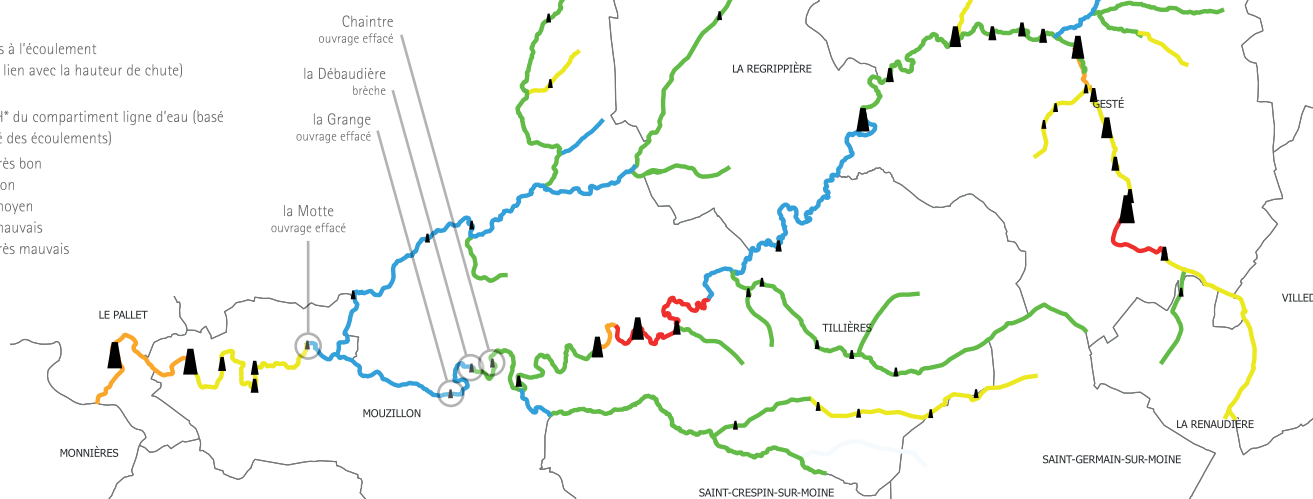 s à l'écoulement
lien avec la hauteur de chute)
H* du compartiment ligne d'eau (basé
é des écoulements)
rès bon
on
moyen
mauvais
rès mauvais
Chaintre
ouvrage effacé
la Débaudière
brèche
la Grange
ouvrage effacé
la Motte
ouvrage effacé
LA REGRIPPIÈRE
GESTÉ
LE PALLET
TILLIÈRES
VILLED
MOUZILLON
MONNIÈRES
LA RENAUDIÈRE
SAINT-GERMAIN-SUR-MOINE
SAINT-CRESPIN-SUR-MOINE